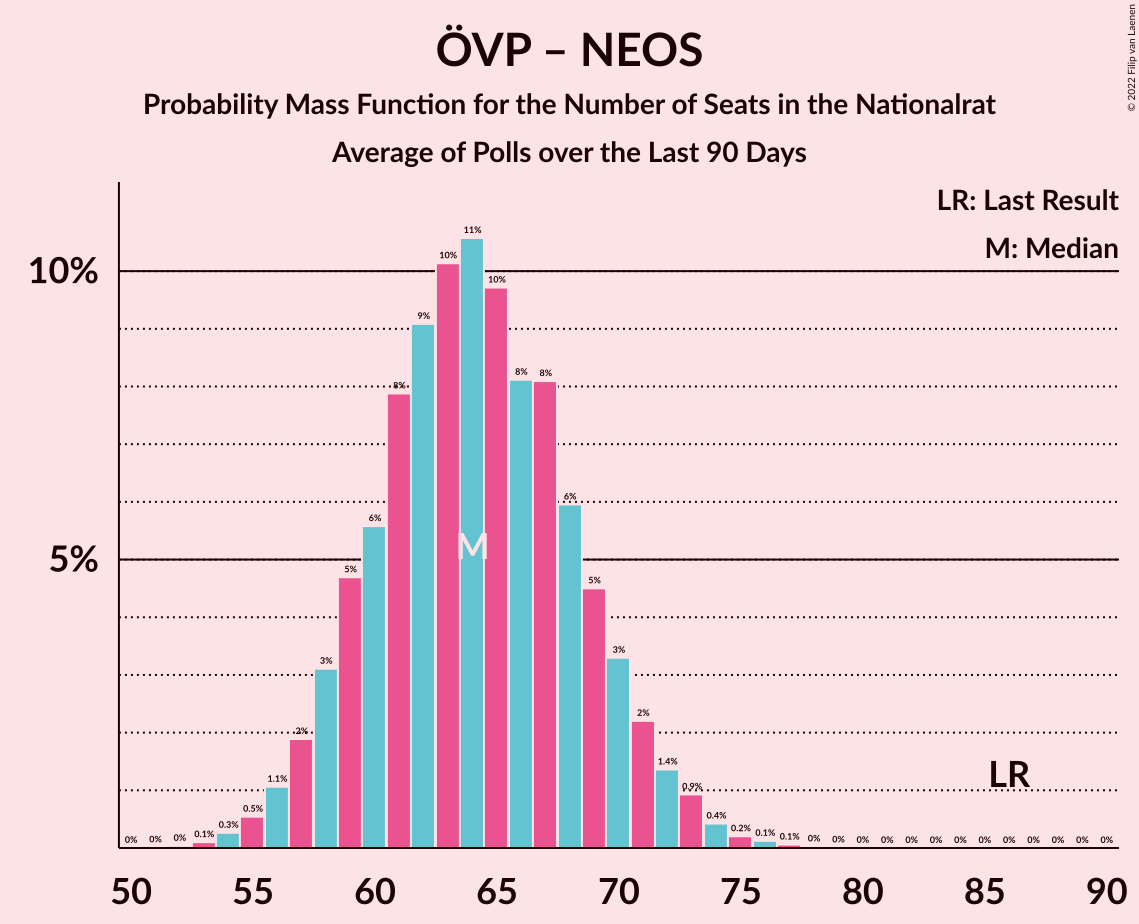 ÖVP – NEOS
Probability Mass Function for the Number of Seats in the Nationalrat
Average of Polls over the Last 90 Days
© 2022 Filip van Laenen
LR: Last Result
M: Median
10%
5%
0% 0% 0% 0.1% 0.3% 0.5% 1.1% 2% 3% 5% 6% 8% 9% 10% 11% 10% 8% 8% 6% 5% 3% 2% 1.4% 0.9% 0.4% 0.2% 0.1% 0.1% 0% 0% 0% 0% 0% 0% 0% 0% 0% 0% 0% 0% 0%
M
LR
50 55 60 65 70 75 80 85 90